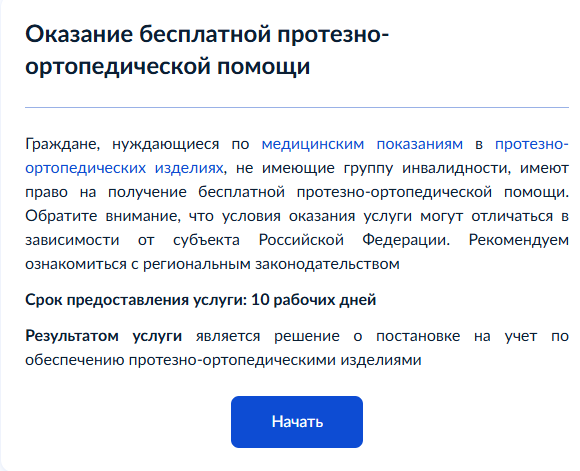 Оказание бесплатной протезно-
ортопедической помощи
Граждане, нуждающиеся по медицинским показаниям в протезно-
ортопедических изделиях, не имеющие группу инвалидности, имеют
право на получение бесплатной протезно-ортопедической помощи.
Обратите внимание, что условия оказания услуги могут отличаться в
зависимости от субъекта Российской Федерации. Рекомендуем
ознакомиться с региональным законодательством
Срок предоставления услуги: 10 рабочих дней
Результатом услуги является решение о постановке на учет по
обеспечению протезно-ортопедическими изделиями
Начать